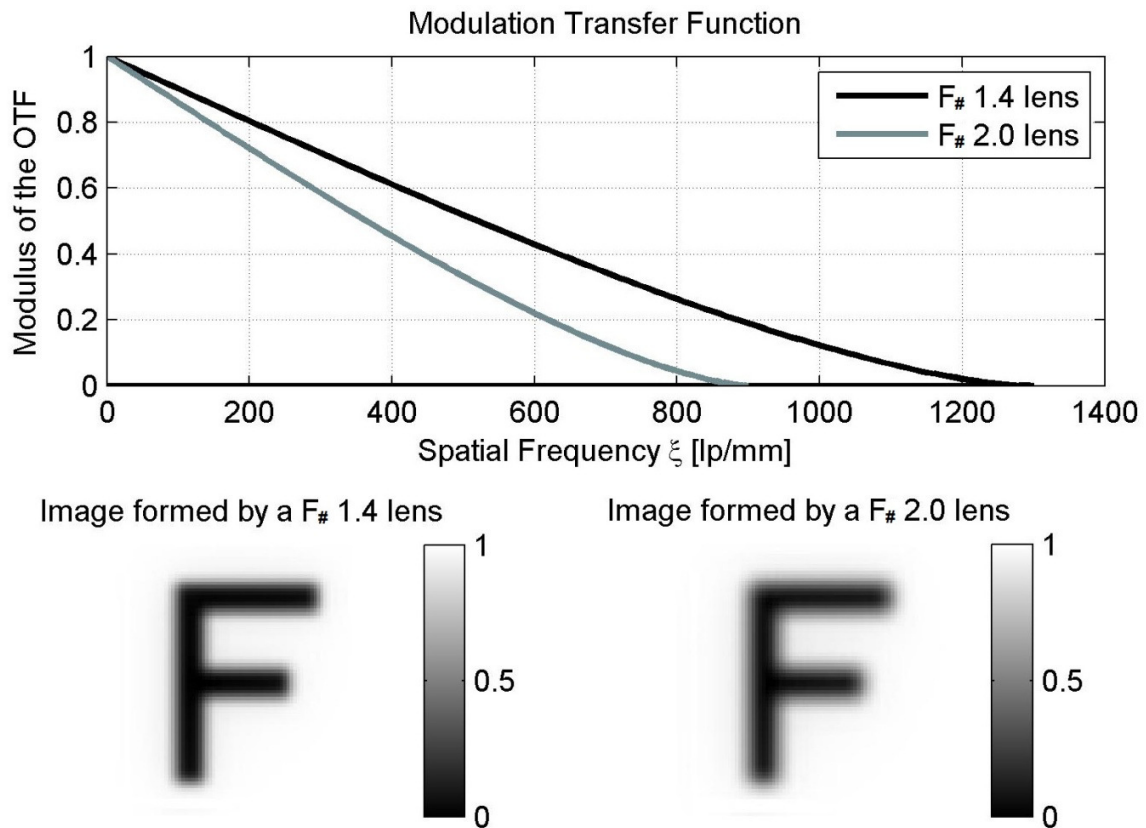 Modulation Transfer Function
1
0.8
0.6
0.4
0.2
0
Modulus of the OTF
F# 1.4 lens
F# 2.0 lens
0 200 400 600 800 1000 1200 1400
Spatial Frequency ξ [lp/mm]
Image formed by a F# 1.4 lens
F
1
0.5
0
Image formed by a F# 2.0 lens
F
1
0.5
0